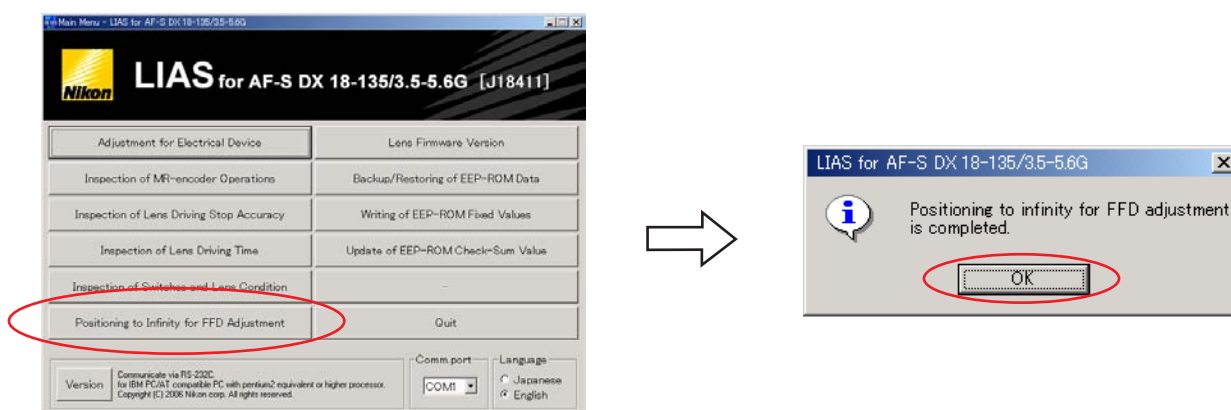 Main Menu - LIAS for AF-S DX 18-135/3.5-5.6G
Nikon
LIAS for AF-S DX 18-135/3.5-5.6G [J18411]
Adjustment for Electrical Device
Lens Firmware Version
Inspection of MR-encoder Operations
Backup/Restoring of EEP-ROM Data
Inspection of Lens Driving Stop Accuracy
Writing of EEP-ROM Fixed Values
Inspection of Lens Driving Time
Update of EEP-ROM Check-Sum Value
Inspection of Switches and Lens Condition
-
Positioning to Infinity for FFD Adjustment
Quit
Version
Communicate via RS-232C.
for IBM PC/AT compatible PC with pentium2 equivalent or higher processor.
Copyright (C) 2006 Nikon corp. All rights reserved.
Comm.port
COM1
Language
Japanese
English
LIAS for AF-S DX 18-135/3.5-5.6G
Positioning to infinity for FFD adjustment
is completed.
OK